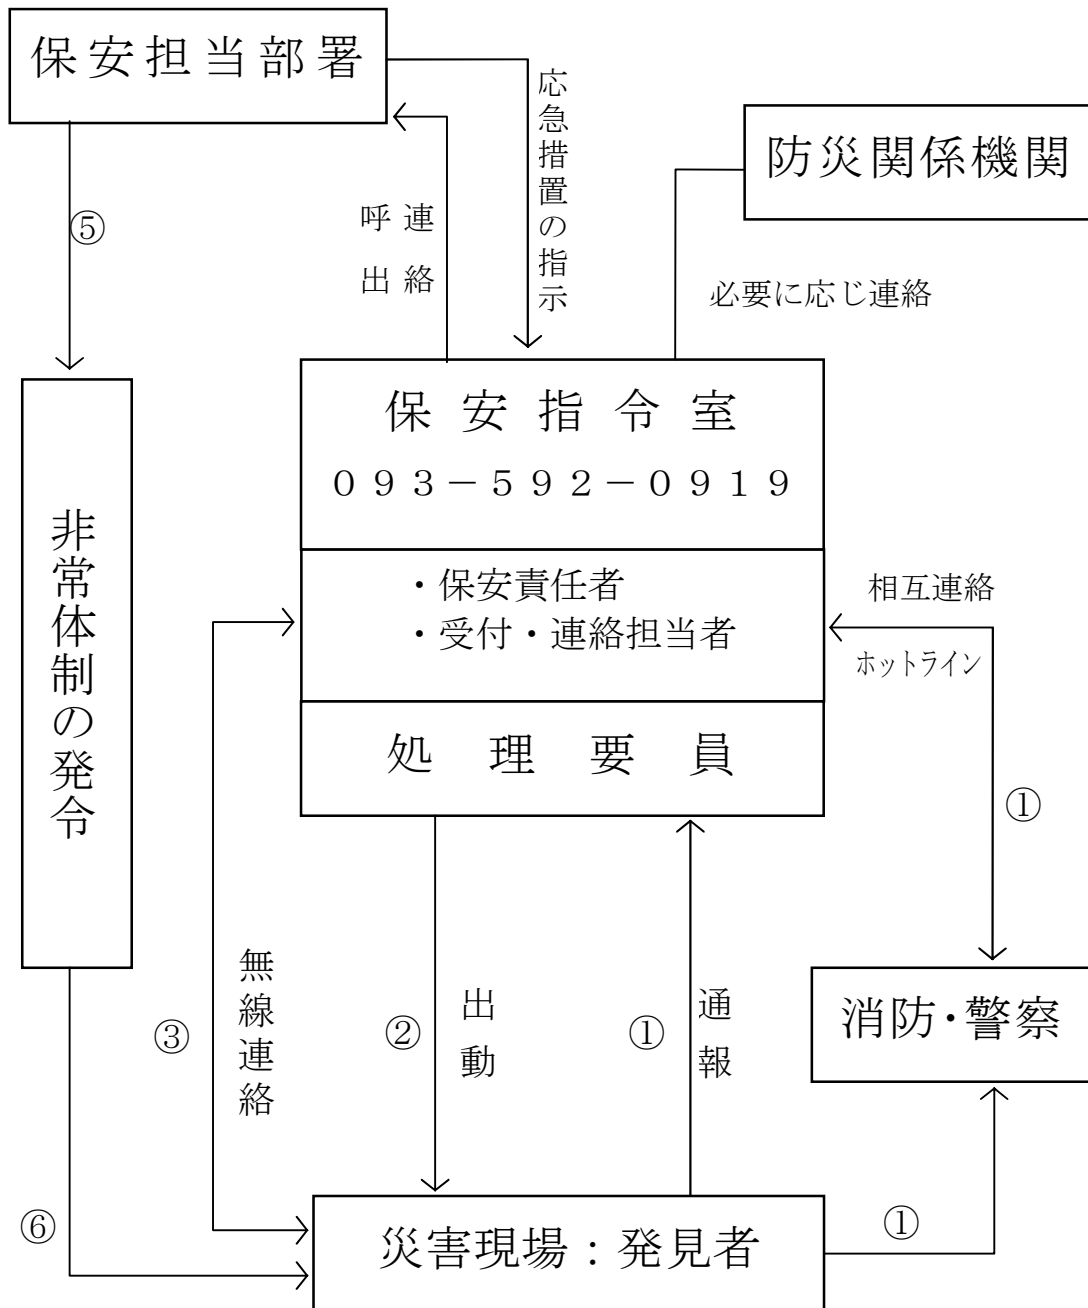 保安担当部署
応急措置の指示
防災関係機関
⑤
呼出
連絡
必要に応じ連絡
保安指令室
０９３－５９２－０９１９
・保安責任者
・受付・連絡担当者
処理要員
相互連絡
ホットライン
①
非常体制の発令
消防・警察
③
無線連絡
②
出動
①
通報
⑥
災害現場：発見者
①